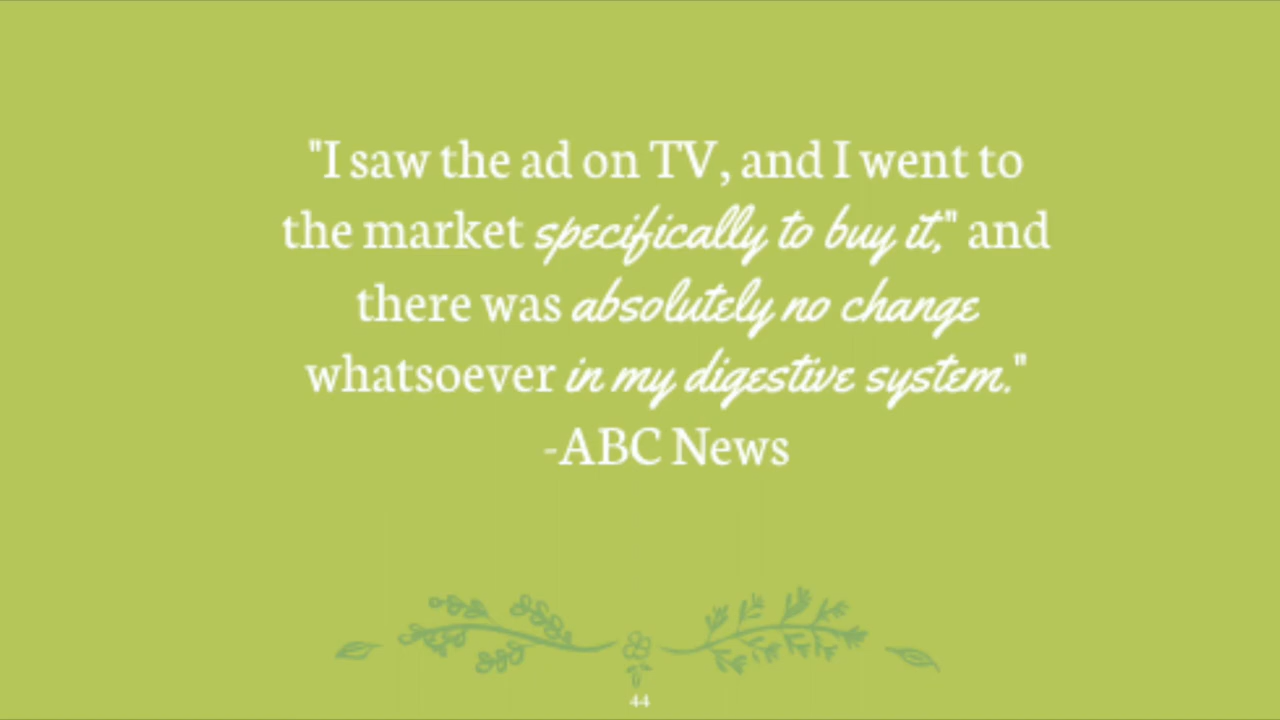 "I saw the ad on TV, and I went to
the market specifically to buy it," and
there was absolutely no change
whatsoever in my digestive system."
-ABC News
44